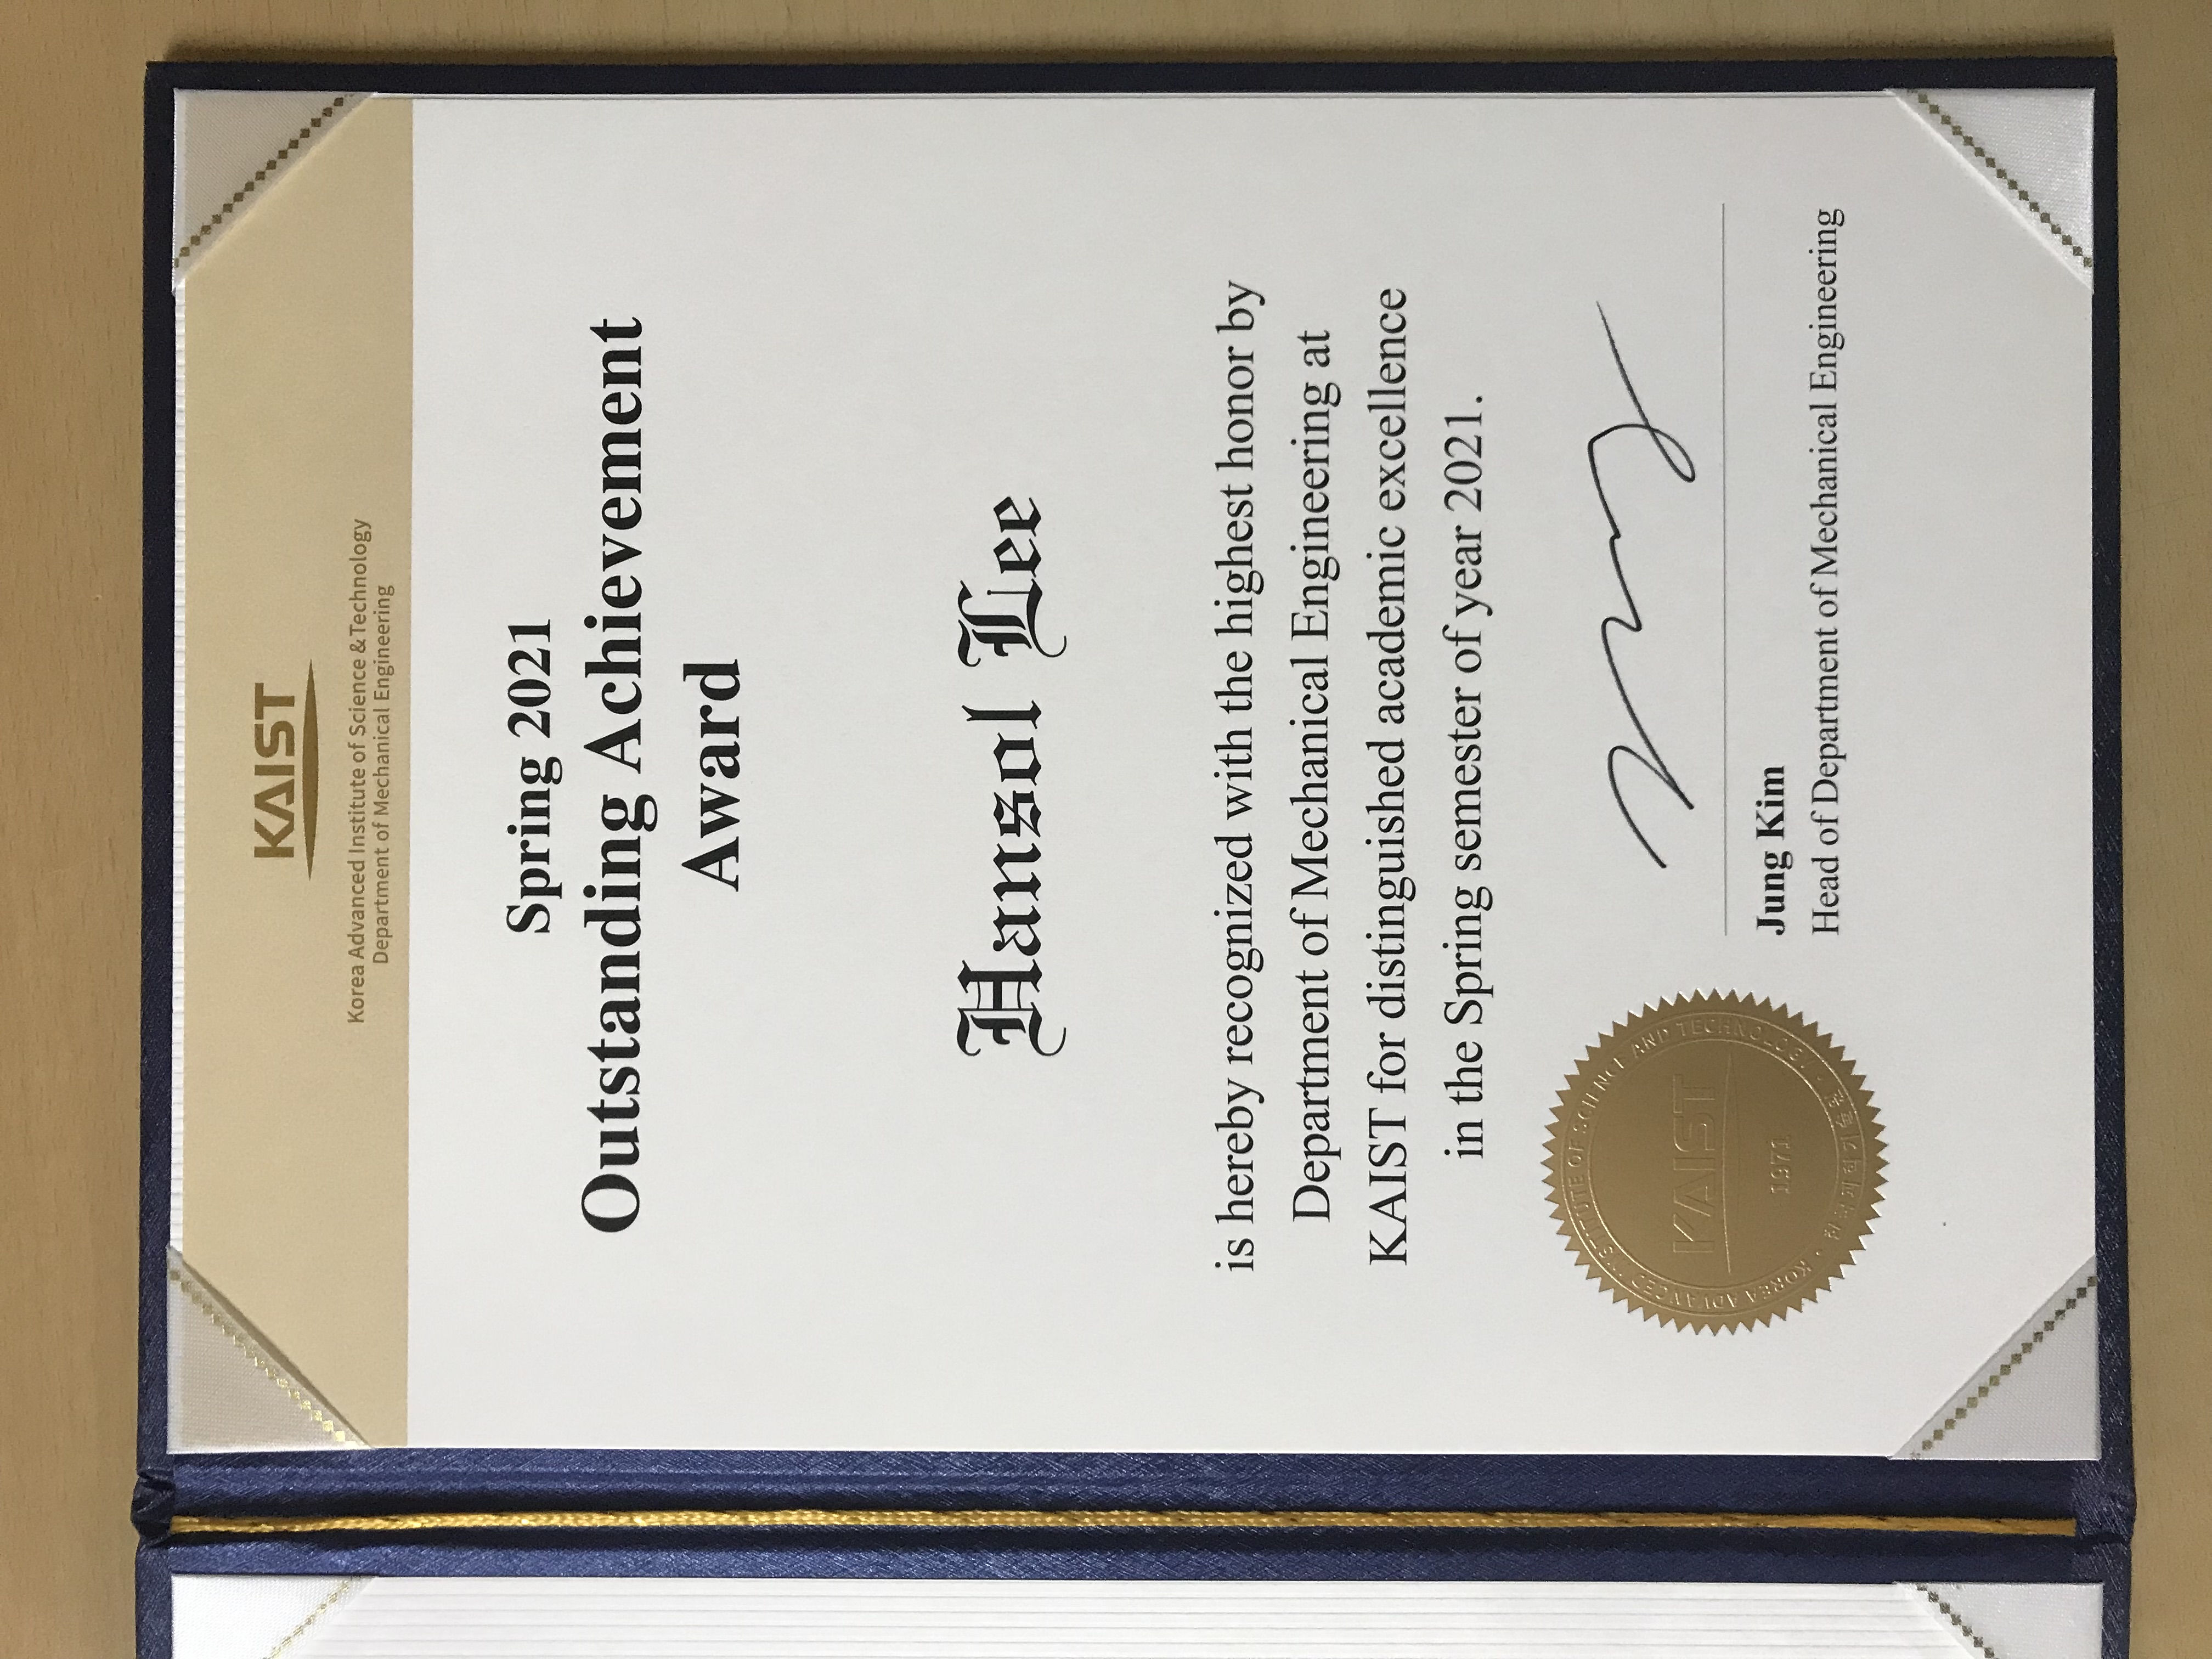 KAIST
Korea Advanced Institute of Science & Technology
Department of Mechanical Engineering
Spring 2021
Outstanding Achievement
Award
Hansol Lee
is hereby recognized with the highest honor by
Department of Mechanical Engineering at
KAIST for distinguished academic excellence
in the Spring semester of year 2021.
KOREA ADVANCED INSTITUTE OF SCIENCE AND TECHNOLOGY
KAIST
1971
한국과학기술원
Jung Kim
Head of Department of Mechanical Engineering